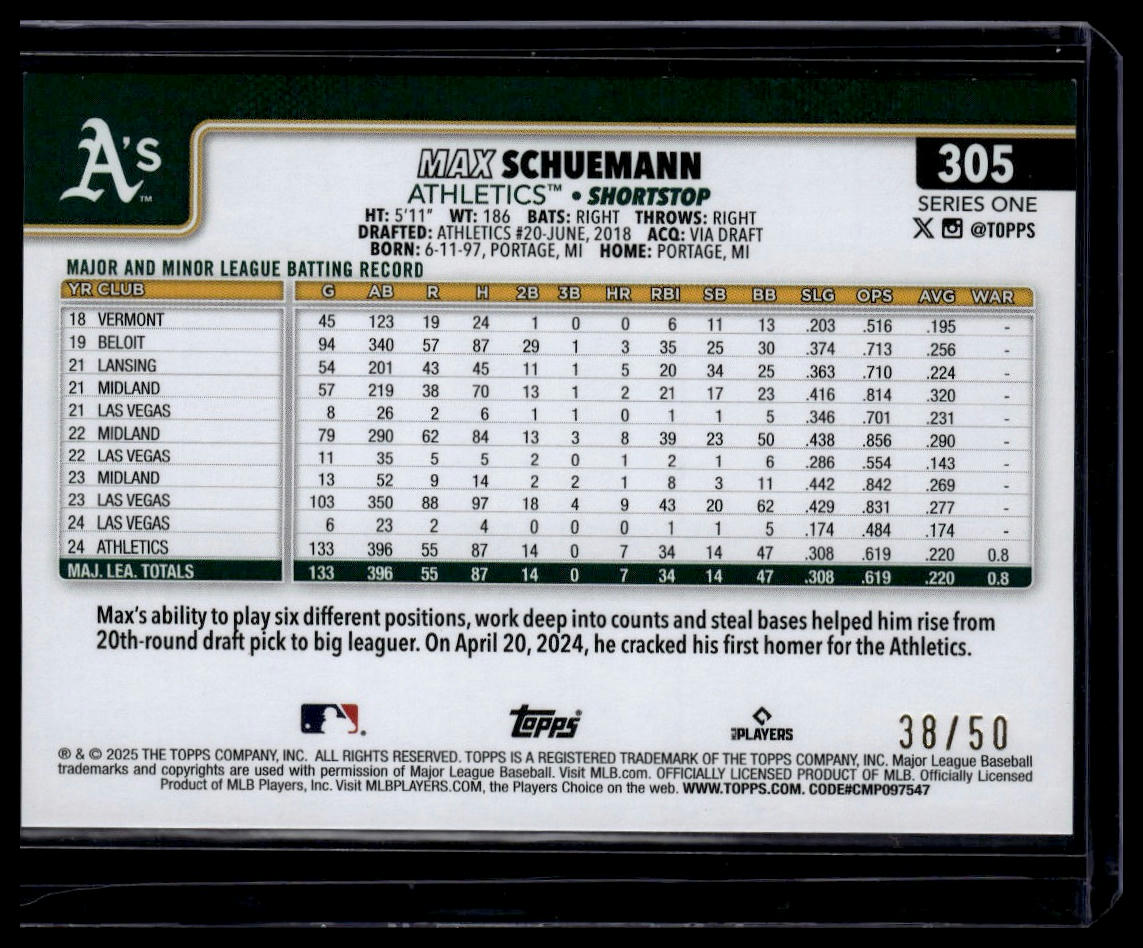 A's™
MAX SCHUEMANN
305
ATHLETICS™ • SHORTSTOP
SERIES ONE
HT: 5'11" WT: 186 BATS: RIGHT THROWS: RIGHT
@TOPPS
DRAFTED: ATHLETICS #20-JUNE, 2018 ACQ: VIA DRAFT
BORN: 6-11-97, PORTAGE, MI HOME: PORTAGE, MI
MAJOR AND MINOR LEAGUE BATTING RECORD
YR CLUB G AB R H 2B 3B HR RBI SB BB SLG OPS AVG WAR
18 VERMONT 45 123 19 24 1 0 0 6 11 13 .203 .516 .195 -
19 BELOIT 94 340 57 87 29 1 3 35 25 30 .374 .713 .256 -
21 LANSING 54 201 43 45 11 1 5 20 34 25 .363 .710 .224 -
21 MIDLAND 57 219 38 70 13 1 2 21 17 23 .416 .814 .320 -
21 LAS VEGAS 8 26 2 6 1 1 0 1 1 5 .346 .701 .231 -
22 MIDLAND 79 290 62 84 13 3 8 39 23 50 .438 .856 .290 -
22 LAS VEGAS 11 35 5 5 2 0 1 2 1 6 .286 .554 .143 -
23 MIDLAND 13 52 9 14 2 2 1 8 3 11 .442 .842 .269 -
23 LAS VEGAS 103 350 88 97 18 4 9 43 20 62 .429 .831 .277 -
24 LAS VEGAS 6 23 2 4 0 0 0 1 1 5 .174 .484 .174 -
24 ATHLETICS 133 396 55 87 14 0 7 34 14 47 .308 .619 .220 0.8
MAJ. LEA. TOTALS 133 396 55 87 14 0 7 34 14 47 .308 .619 .220 0.8
Max's ability to play six different positions, work deep into counts and steal bases helped him rise from
20th-round draft pick to big leaguer. On April 20, 2024, he cracked his first homer for the Athletics.
Topps® MLB PLAYERS 38/50
® & © 2025 THE TOPPS COMPANY, INC. ALL RIGHTS RESERVED. TOPPS IS A REGISTERED TRADEMARK OF THE TOPPS COMPANY, INC. Major League Baseball
trademarks and copyrights are used with permission of Major League Baseball. Visit MLB.com. OFFICIALLY LICENSED PRODUCT OF MLB. Officially Licensed
Product of MLB Players, Inc. Visit MLBPLAYERS.COM, the Players Choice on the web. WWW.TOPPS.COM. CODE#CMP097547